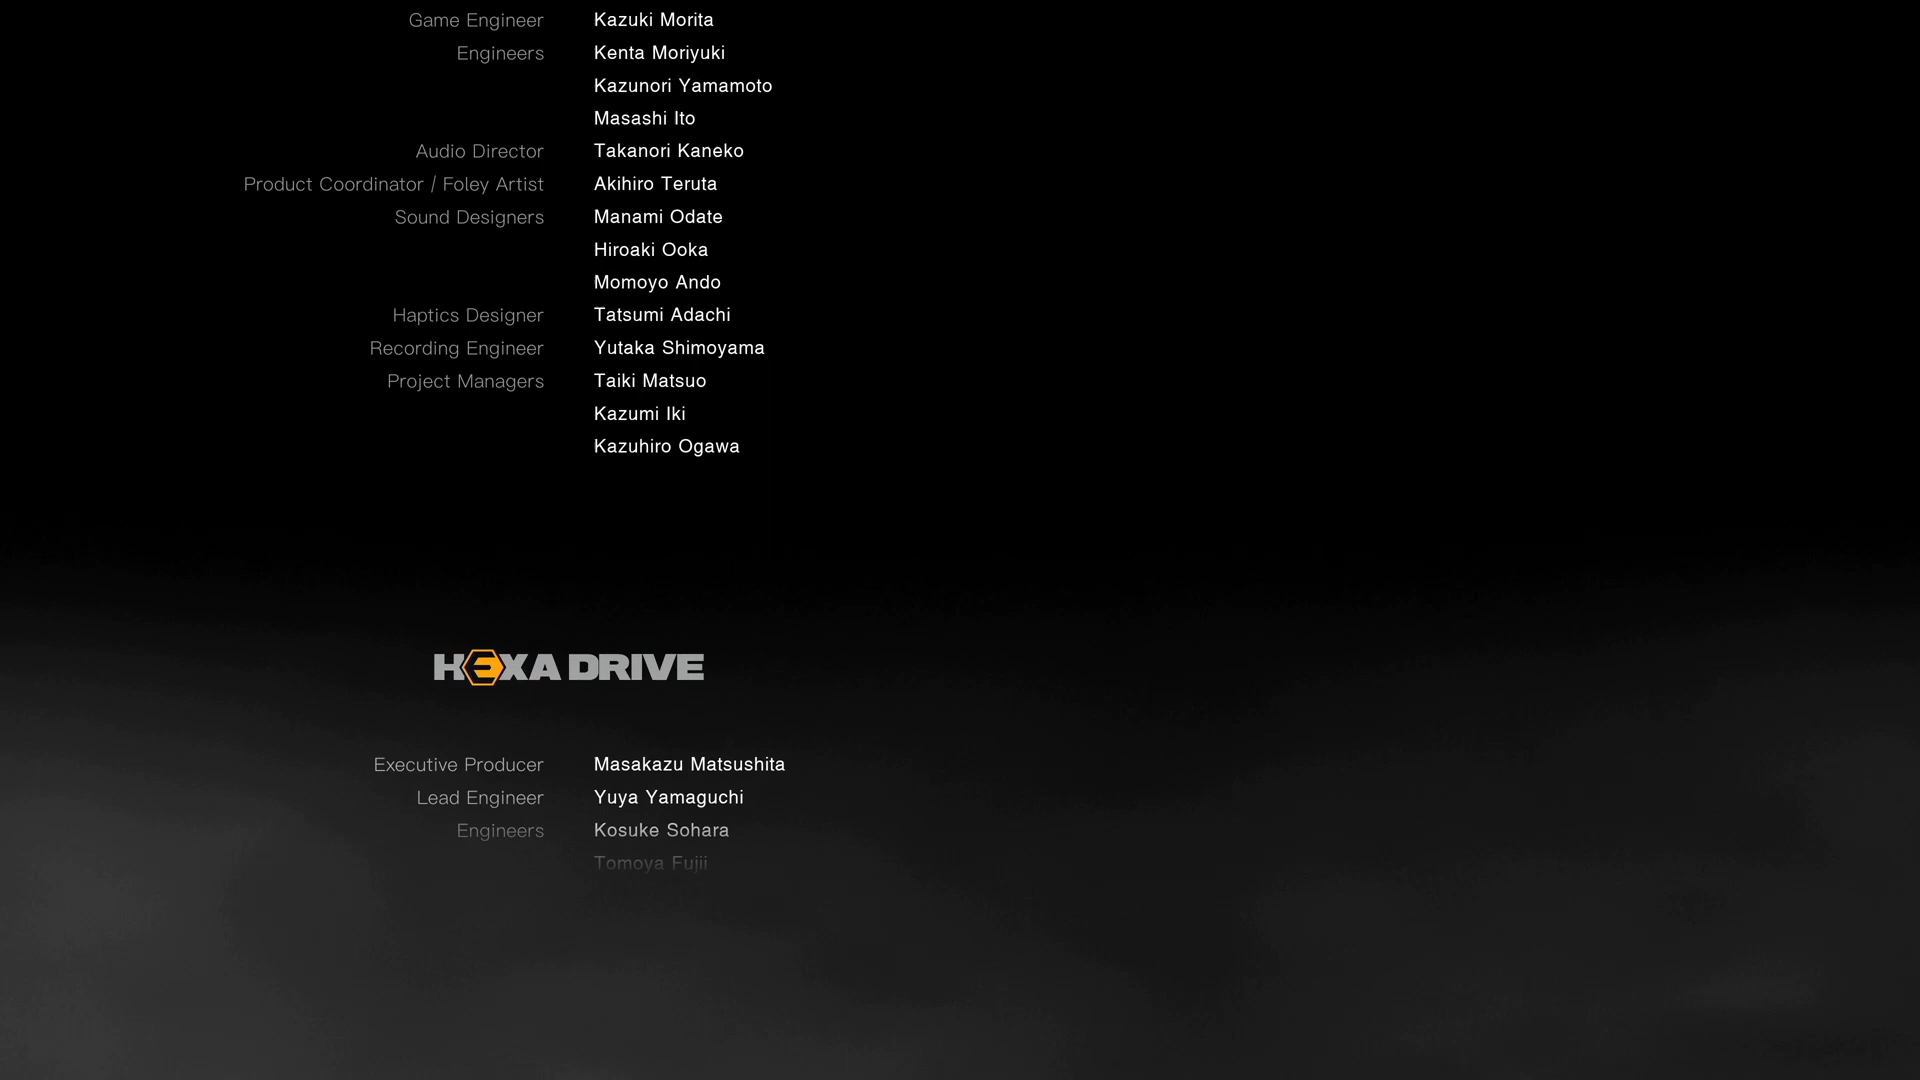 Game Engineer Kazuki Morita
Engineers Kenta Moriyuki
Kazunori Yamamoto
Masashi Ito
Audio Director Takanori Kaneko
Product Coordinator / Foley Artist Akihiro Teruta
Sound Designers Manami Odate
Hiroaki Ooka
Momoyo Ando
Haptics Designer Tatsumi Adachi
Recording Engineer Yutaka Shimoyama
Project Managers Taiki Matsuo
Kazumi Iki
Kazuhiro Ogawa
HEXA DRIVE
Executive Producer Masakazu Matsushita
Lead Engineer Yuya Yamaguchi
Engineers Kosuke Sohara
Tomoya Fujii